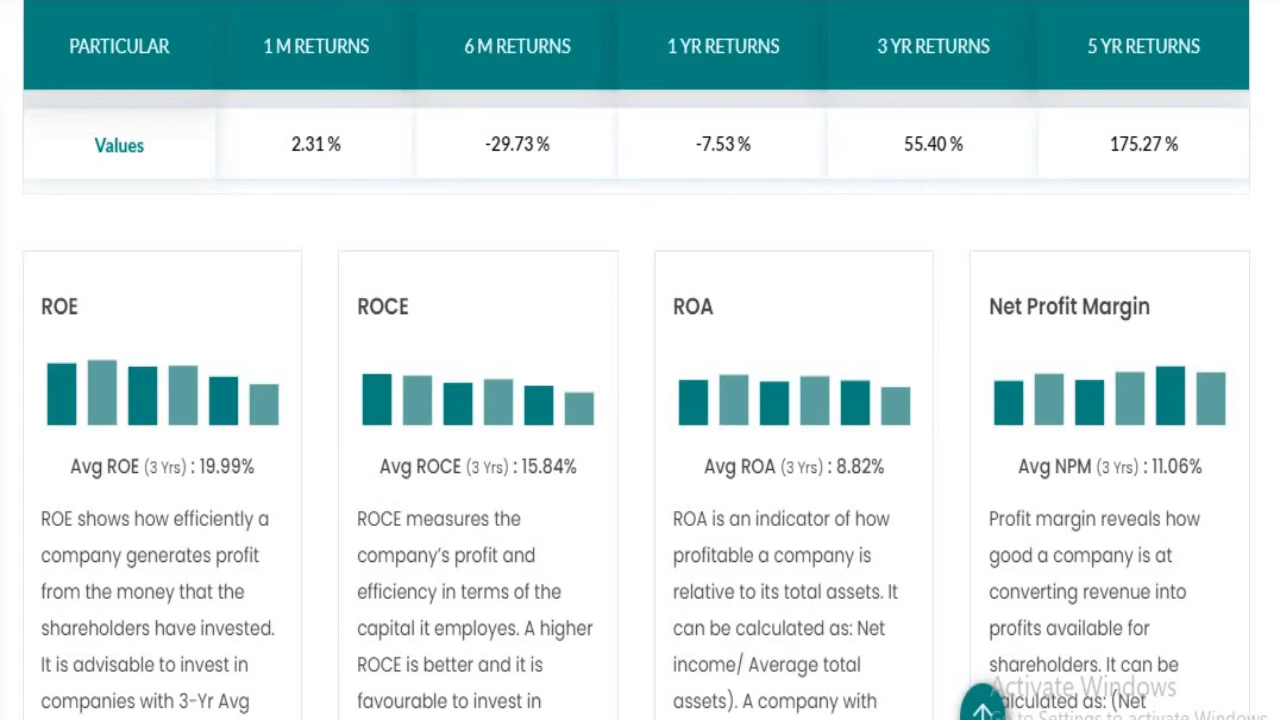 PARTICULAR 1 M RETURNS 6 M RETURNS 1 YR RETURNS 3 YR RETURNS 5 YR RETURNS
Values 2.31 % -29.73 % -7.53 % 55.40 % 175.27 %
ROE
Avg ROE (3 Yrs) : 19.99%
ROE shows how efficiently a
company generates profit
from the money that the
shareholders have invested.
It is advisable to invest in
companies with 3-Yr Avg
ROCE
Avg ROCE (3 Yrs) : 15.84%
ROCE measures the
company’s profit and
efficiency in terms of the
capital it employes. A higher
ROCE is better and it is
favourable to invest in
ROA
Avg ROA (3 Yrs) : 8.82%
ROA is an indicator of how
profitable a company is
relative to its total assets. It
can be calculated as: Net
income/ Average total
assets). A company with
Net Profit Margin
Avg NPM (3 Yrs) : 11.06%
Profit margin reveals how
good a company is at
converting revenue into
profits available for
shareholders. It can be
calculated as: (Net
Activate Windows
Go to Settings to activate Windows.